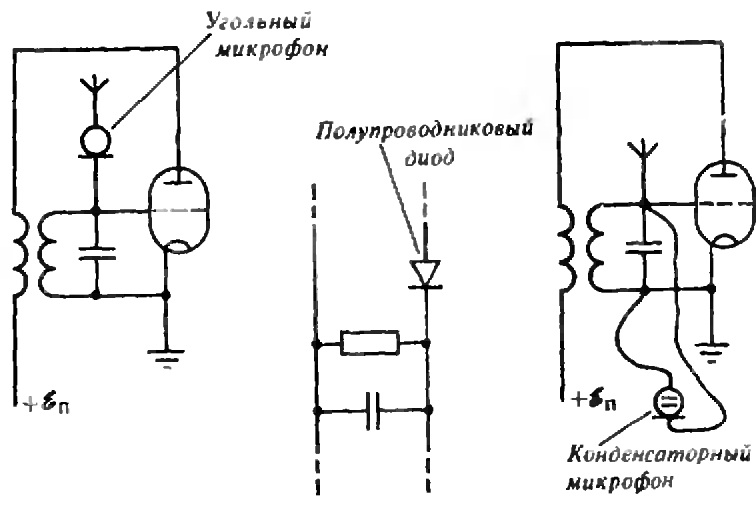 Угольный
микрофон
Полупроводниковый
диод
+ℰп
+ℰп
Конденсаторный
микрофон